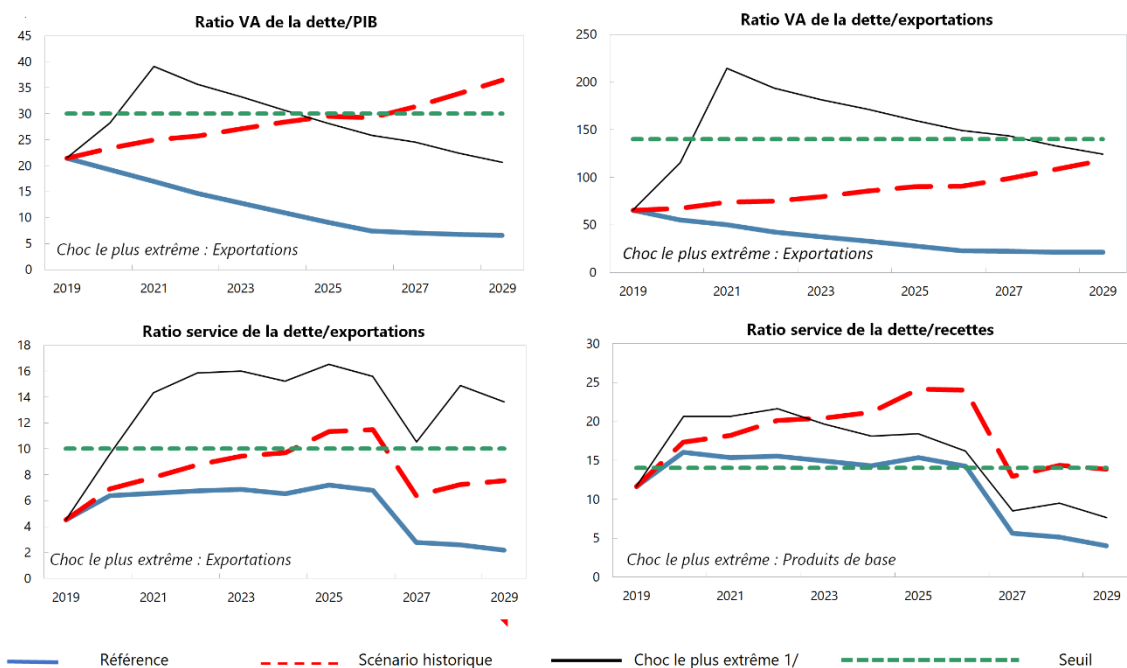 Ratio VA de la dette/PIB
45
40
35
30
25
20
15
10
5
0
Choc le plus extrême : Exportations
2019 2021 2023 2025 2027 2029
Ratio VA de la dette/exportations
250
200
150
100
50
0
Choc le plus extrême : Exportations
2019 2021 2023 2025 2027 2029
Ratio service de la dette/exportations
18
16
14
12
10
8
6
4
2
0
Choc le plus extrême : Exportations
2019 2021 2023 2025 2027 2029
Ratio service de la dette/recettes
30
25
20
15
10
5
0
Choc le plus extrême : Produits de base
2019 2021 2023 2025 2027 2029
Référence Scénario historique Choc le plus extrême 1/ Seuil